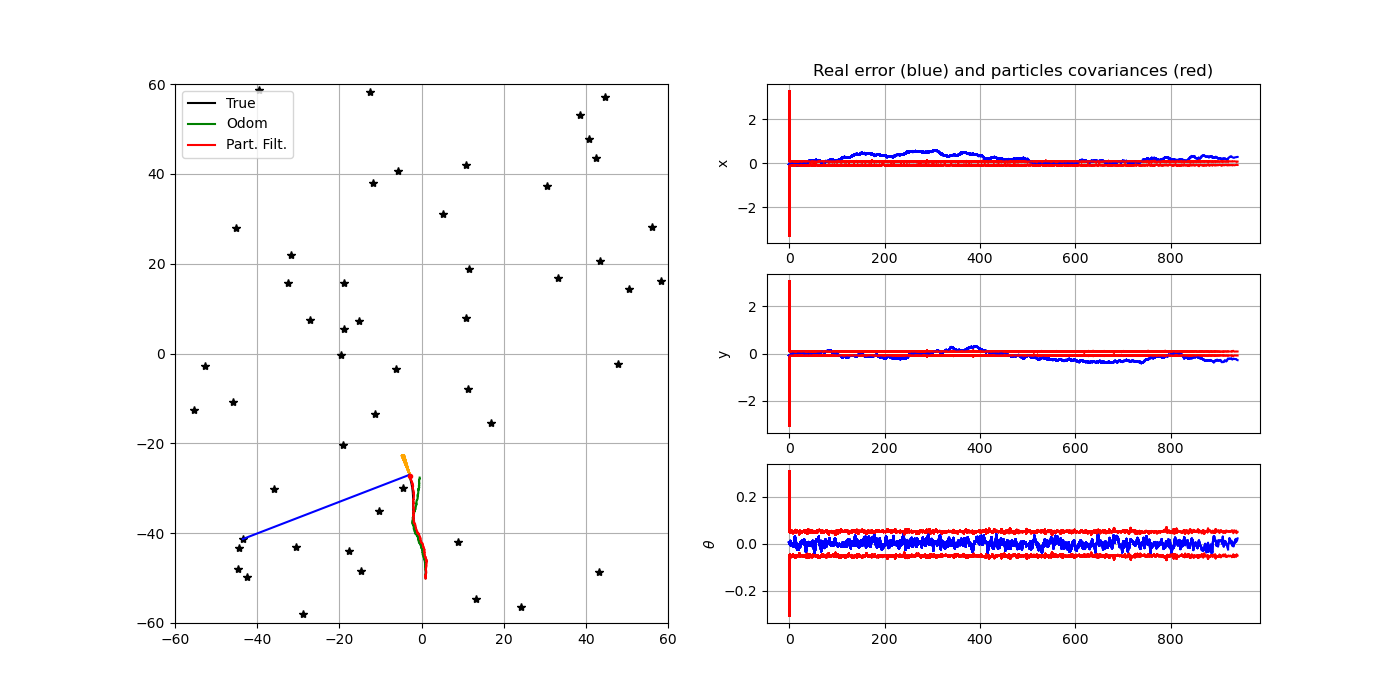 60
40
20
0
−20
−40
−60
−60 −40 −20 0 20 40 60
True
Odom
Part. Filt.
Real error (blue) and particles covariances (red)
x
2
0
−2
0 200 400 600 800
y
2
0
−2
0 200 400 600 800
θ
0.2
0.0
−0.2
0 200 400 600 800